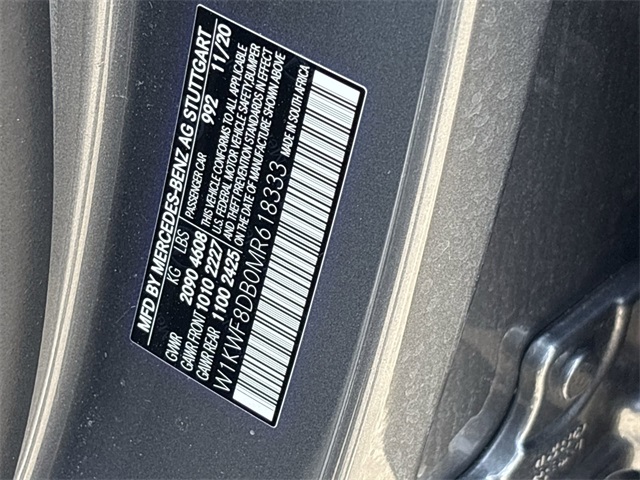 MFD BY MERCEDES-BENZ AG STUTTGART
KG LBS PASSENGER CAR 992 11/20
GVWR 2090 4608 THIS VEHICLE CONFORMS TO ALL APPLICABLE
GAWR FRONT 1010 2227 U.S. FEDERAL MOTOR VEHICLE SAFETY, BUMPER
GAWR REAR 1100 2425 AND THEFT PREVENTION STANDARDS IN EFFECT
ON THE DATE OF MANUFACTURE SHOWN ABOVE
W1KWF8DB0MR618333 MADE IN SOUTH AFRICA